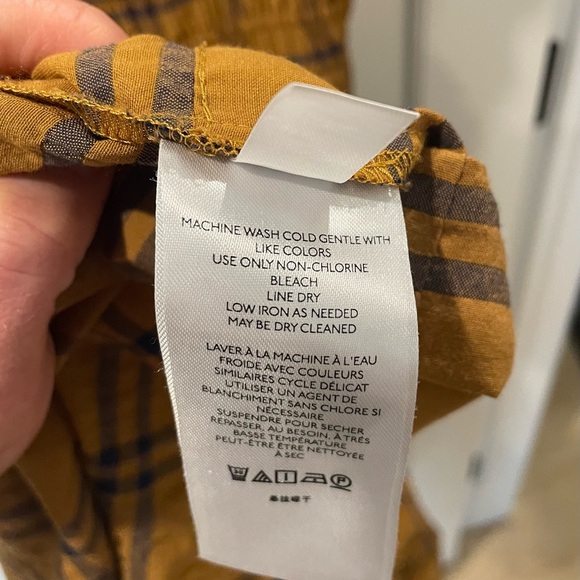 MACHINE WASH COLD GENTLE WITH
LIKE COLORS
USE ONLY NON-CHLORINE
BLEACH
LINE DRY
LOW IRON AS NEEDED
MAY BE DRY CLEANED
LAVER À LA MACHINE À L'EAU
FROIDE AVEC COULEURS
SIMILAIRES CYCLE DÉLICAT
UTILISER UN AGENT DE
BLANCHIMENT SANS CHLORE SI
NÉCESSAIRE
SUSPENDRE POUR SÉCHER
REPASSER, AU BESOIN, À TRÈS
BASSE TEMPÉRATURE
PEUT-ÊTRE ÊTRE NETTOYÉE
À SEC